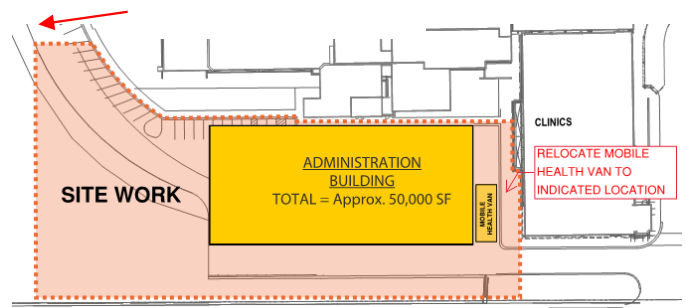 ADMINISTRATION
BUILDING
TOTAL = Approx. 50,000 SF
SITE WORK
MOBILE
HEALTH VAN
CLINICS
RELOCATE MOBILE
HEALTH VAN TO
INDICATED LOCATION